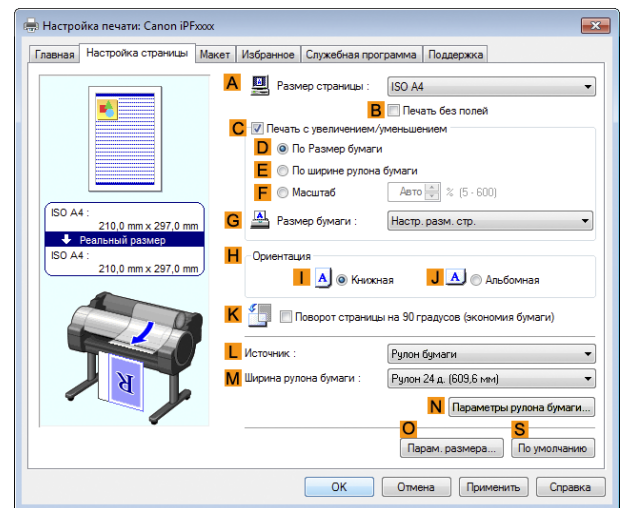 Настройка печати: Canon iPFxxxx
Главная Настройка страницы Макет Избранное Служебная программа Поддержка
A Размер страницы : ISO A4
B Печать без полей
C Печать с увеличением/уменьшением
D По Размер бумаги
E По ширине рулона бумаги
F Масштаб Авто % (5 - 600)
G Размер бумаги : Настр. разм. стр.
ISO A4 :
210,0 mm x 297,0 mm
Реальный размер
ISO A4 :
210,0 mm x 297,0 mm
H Ориентация
I A Книжная J A Альбомная
K Поворот страницы на 90 градусов (экономия бумаги)
L Источник : Рулон бумаги
M Ширина рулона бумаги : Рулон 24 д. (609,6 мм)
R
N Параметры рулона бумаги...
O S
Парам. размера... По умолчанию
OK Отмена Применить Справка